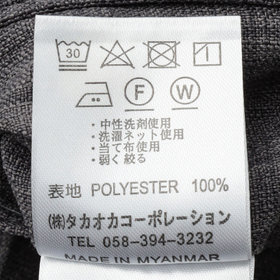 30
F W
・中性洗剤使用
・洗濯ネット使用
・当て布使用
・弱く絞る
表地 POLYESTER 100%
(株)タカオカコーポレーション
TEL 058-394-3232
MADE IN MYANMAR